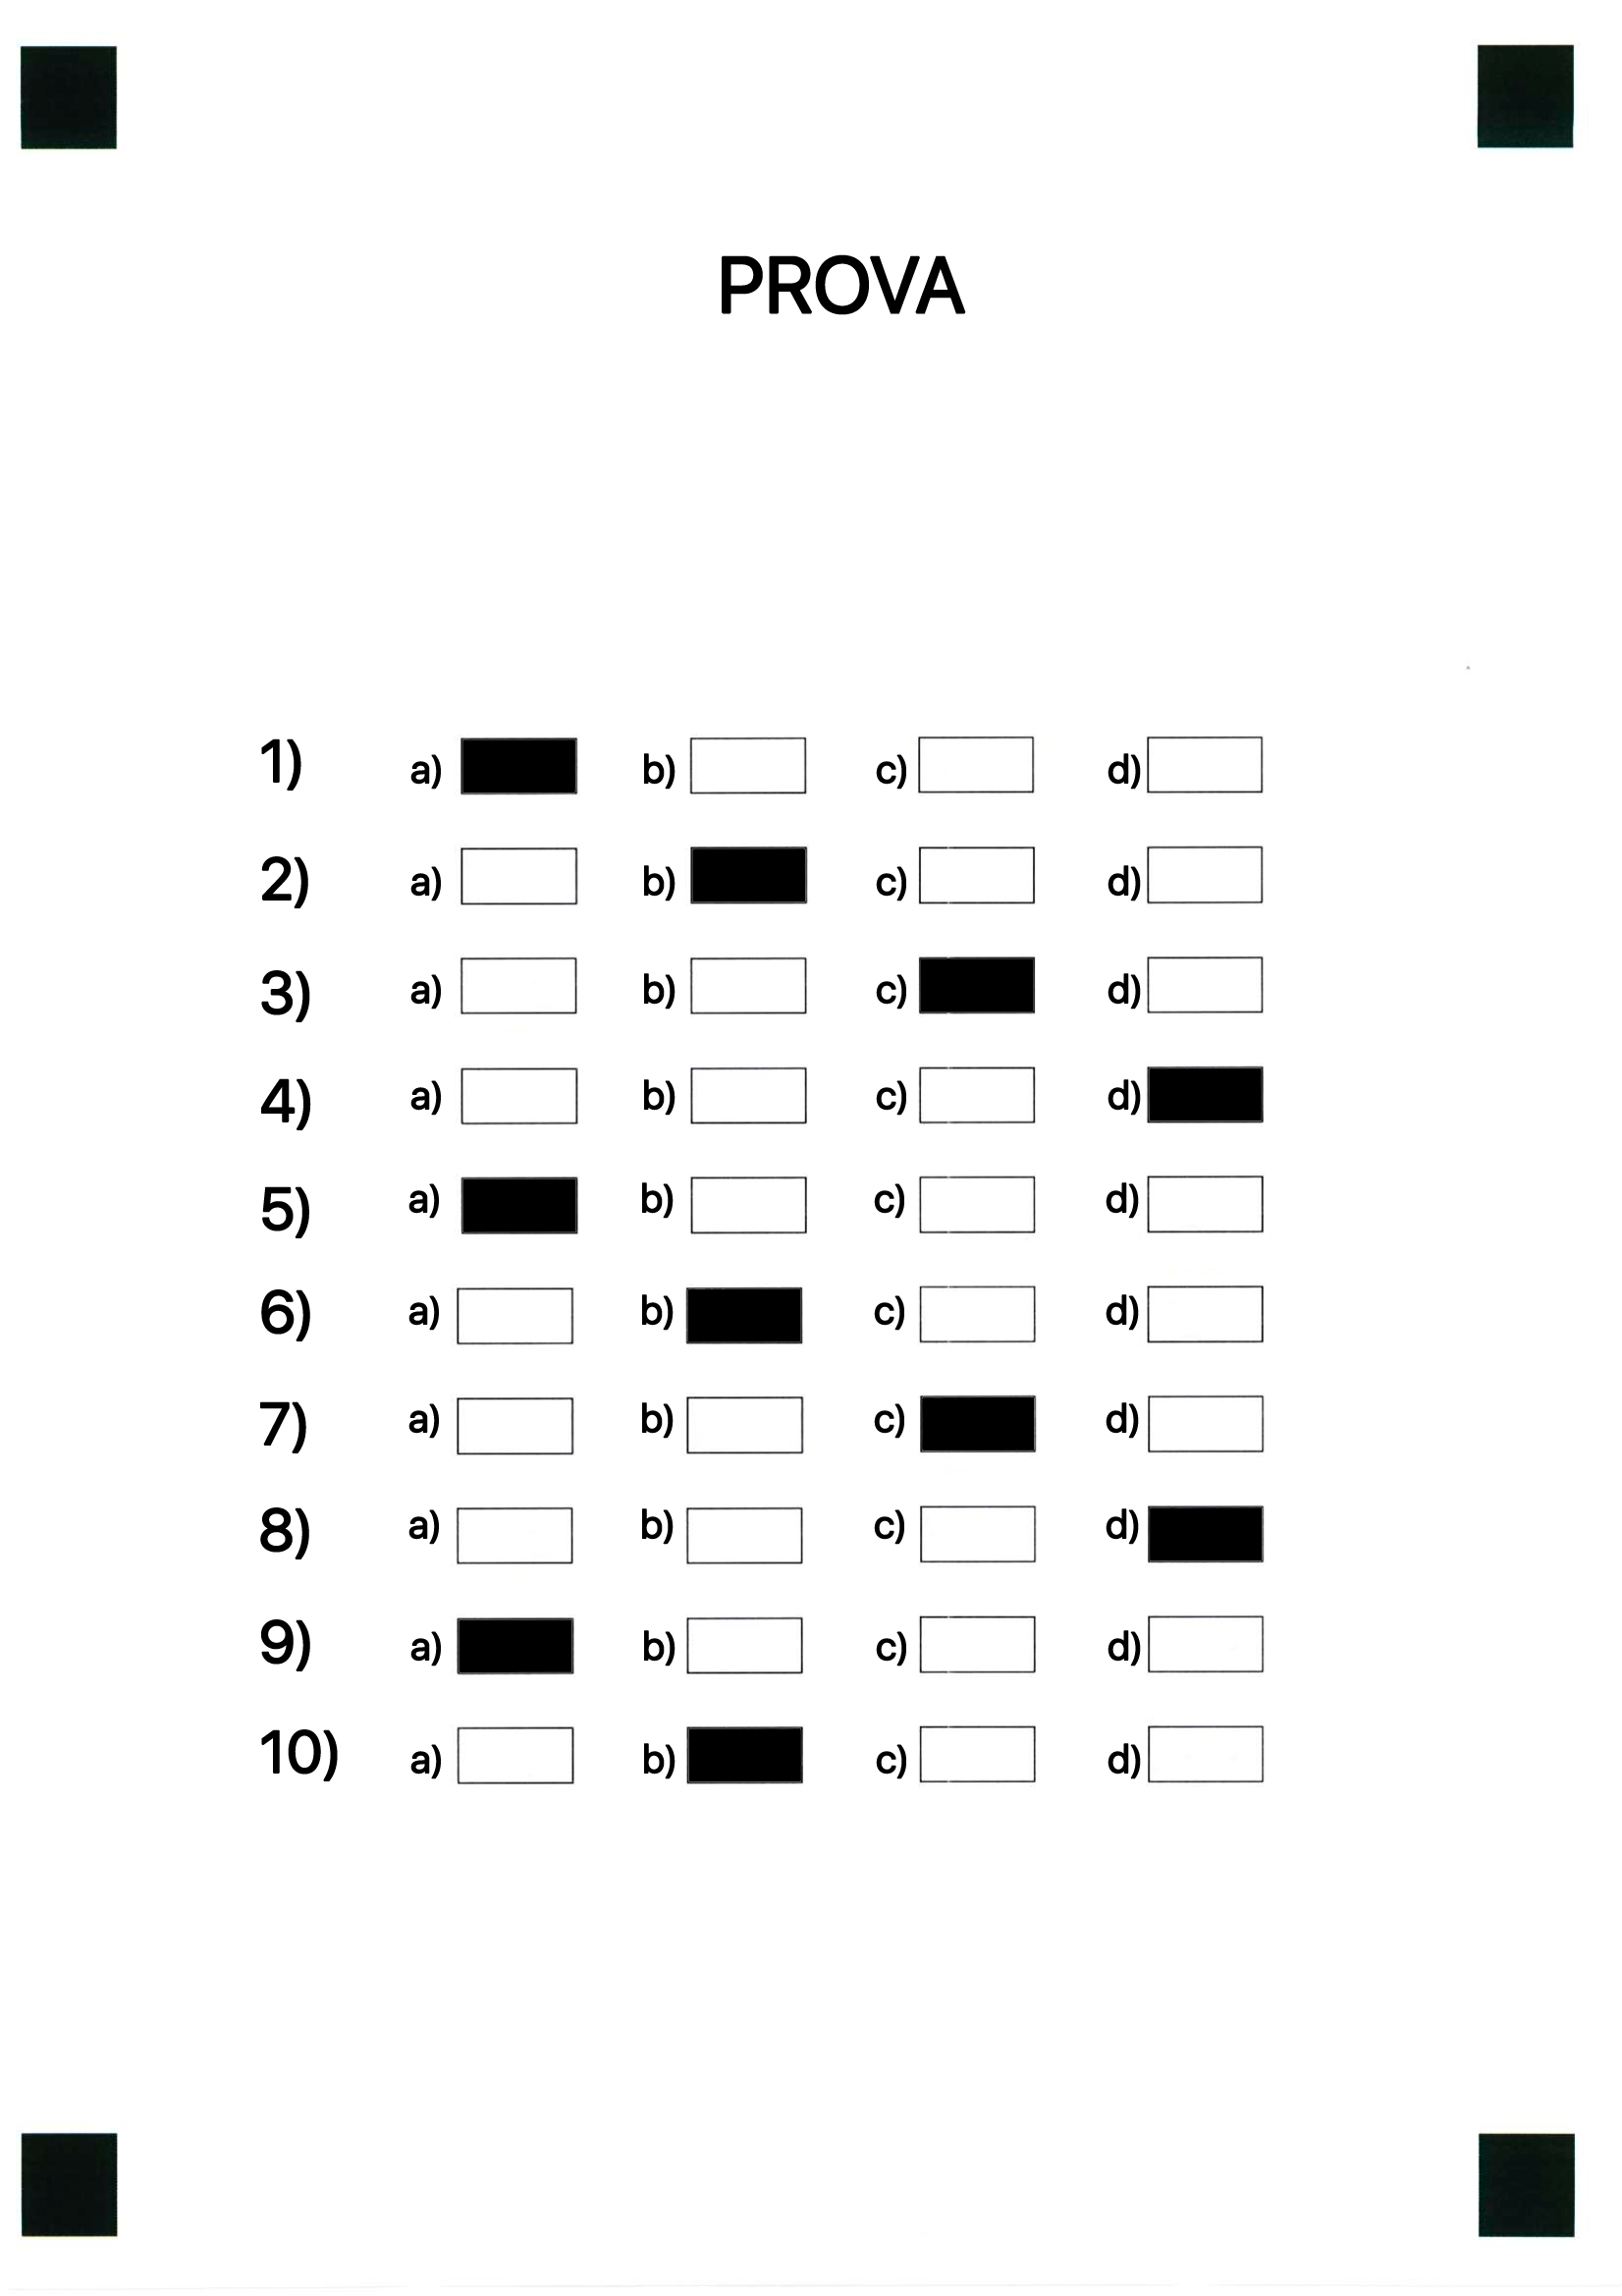 PROVA
1) a) b) c) d)
2) a) b) c) d)
3) a) b) c) d)
4) a) b) c) d)
5) a) b) c) d)
6) a) b) c) d)
7) a) b) c) d)
8) a) b) c) d)
9) a) b) c) d)
10) a) b) c) d)